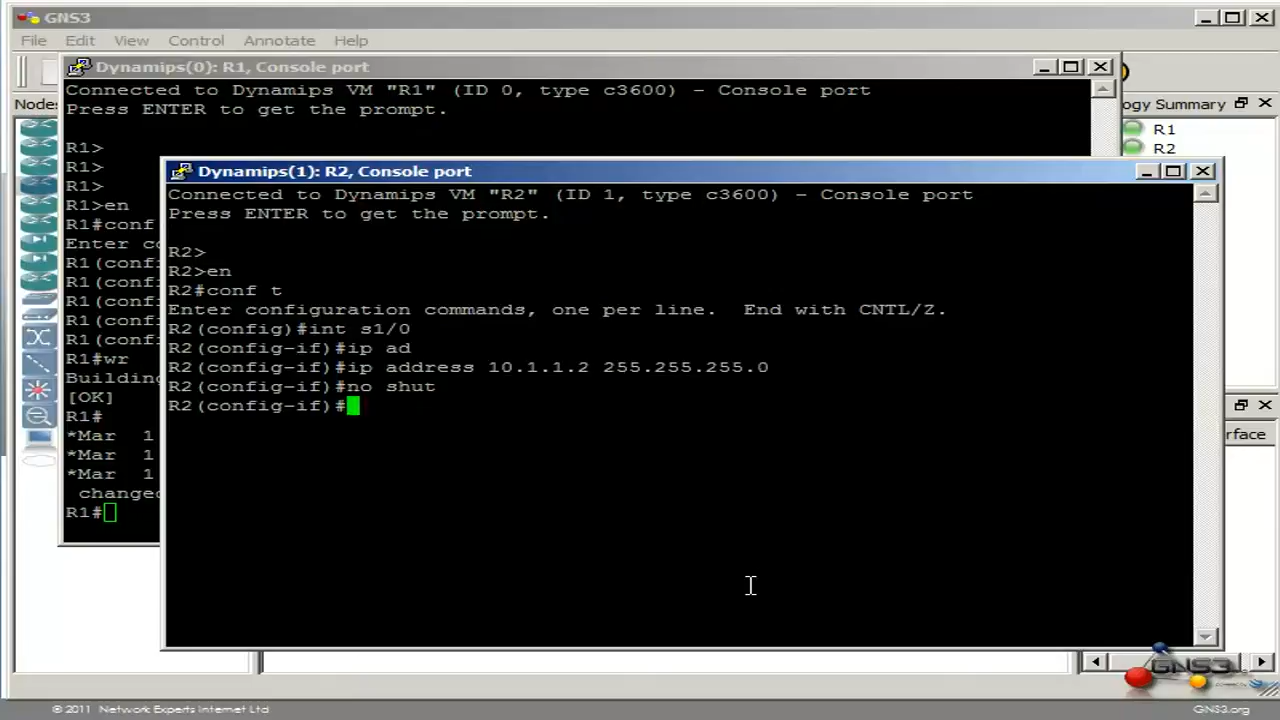 GNS3
File Edit View Control Annotate Help
Dynamips(0): R1, Console port
Connected to Dynamips VM "R1" (ID 0, type c3600) - Console port
Press ENTER to get the prompt.
R1>
R1>
R1>
R1>en
R1#conf
Enter
R1(config
R1(config
R1(config
R1(config
R1(config
R1#wr
Building
[OK]
R1#
*Mar 1
*Mar 1
*Mar 1
changed
R1#
Dynamips(1): R2, Console port
Connected to Dynamips VM "R2" (ID 1, type c3600) - Console port
Press ENTER to get the prompt.
R2>
R2>en
R2#conf t
Enter configuration commands, one per line. End with CNTL/Z.
R2(config)#int s1/0
R2(config-if)#ip ad
R2(config-if)#ip address 10.1.1.2 255.255.255.0
R2(config-if)#no shut
R2(config-if)#
Nodes
ogy Summary
R1
R2
rface
GNS3
© 2011 Network Experts Internet Ltd
GNS3.org